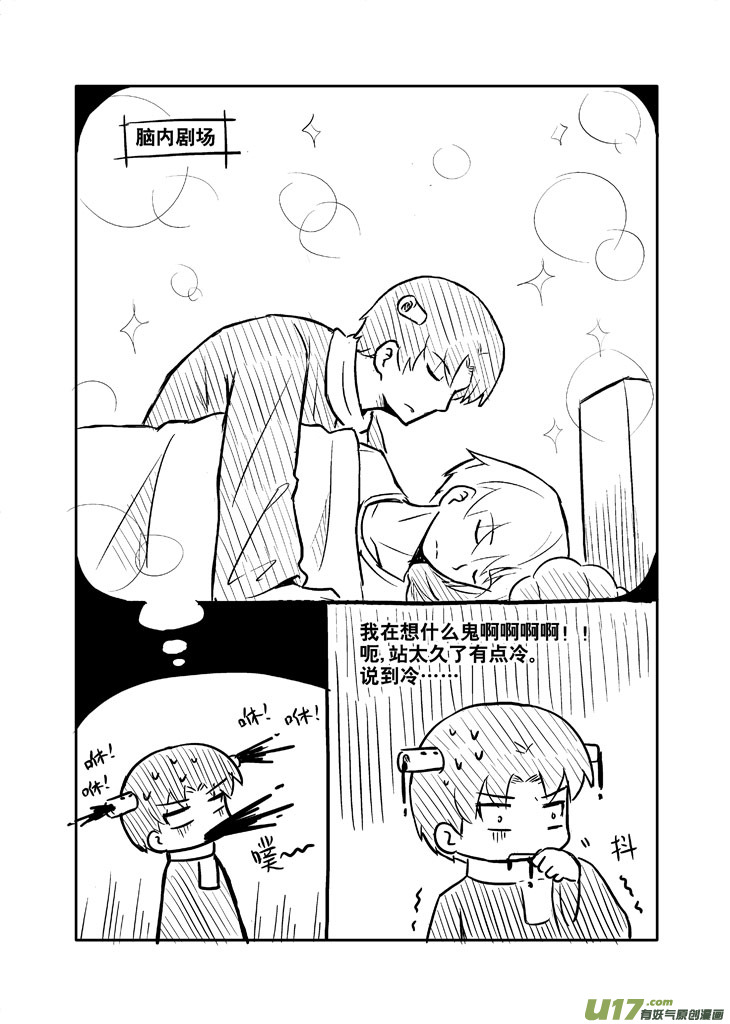 脑内剧场
咻!
咻!
咻!
咻!
噗~~
我在想什么鬼啊啊啊啊!!
呃,站太久了有点冷。
说到冷……
抖
U17.com
有妖气原创漫画